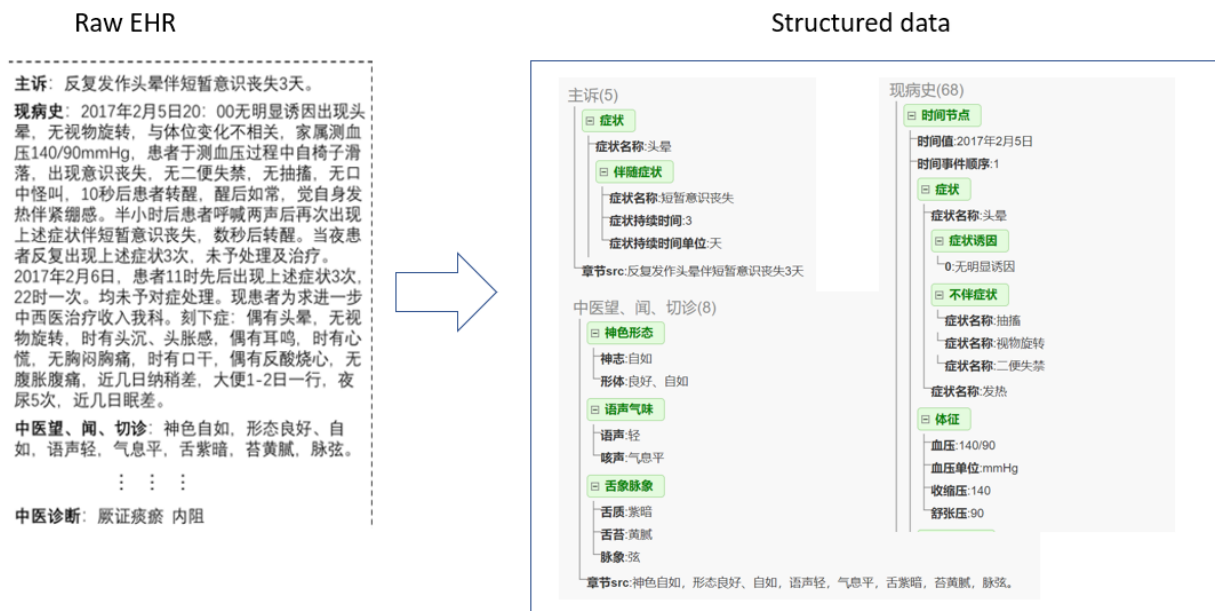 Raw EHR
主诉：反复发作头晕伴短暂意识丧失3天。
现病史：2017年2月5日20：00无明显诱因出现头
晕，无视物旋转，与体位变化不相关，家属测血
压140/90mmHg，患者于测血压过程中自椅子滑
落，出现意识丧失，无二便失禁，无抽搐，无口
中怪叫，10秒后患者转醒，醒后如常，觉自身发
热伴紧绷感。半小时后患者呼喊两声后再次出现
上述症状伴短暂意识丧失，数秒后转醒。当夜患
者反复出现上述症状3次，未予处理及治疗。
2017年2月6日，患者11时先后出现上述症状3次，
22时一次。均未予对症处理。现患者为求进一步
中西医治疗收入我科。刻下症：偶有头晕，无视
物旋转，时有头沉、头胀感，偶有耳鸣，时有心
慌，无胸闷胸痛，时有口干，偶有反酸烧心，无
腹胀腹痛，近几日纳稍差，大便1-2日一行，夜
尿5次，近几日眠差。
中医望、闻、切诊：神色自如，形态良好、自
如，语声轻，气息平，舌紫暗，苔黄腻，脉弦。
中医诊断：厥证痰瘀 内阻
Structured data
主诉(5)
症状
症状名称:头晕
伴随症状
症状名称:短暂意识丧失
症状持续时间:3
症状持续时间单位:天
章节src:反复发作头晕伴短暂意识丧失3天
中医望、闻、切诊(8)
神色形态
神志:自如
形体:良好、自如
语声气味
语声:轻
咳声:气息平
舌象脉象
舌质:紫暗
舌苔:黄腻
脉象:弦
章节src:神色自如，形态良好、自如，语声轻，气息平，舌紫暗，苔黄腻，脉弦。
现病史(68)
时间节点
时间值:2017年2月5日
时间事件顺序:1
症状
症状名称:头晕
症状诱因
0:无明显诱因
不伴症状
症状名称:抽搐
症状名称:视物旋转
症状名称:二便失禁
症状名称:发热
体征
血压:140/90
血压单位:mmHg
收缩压:140
舒张压:90